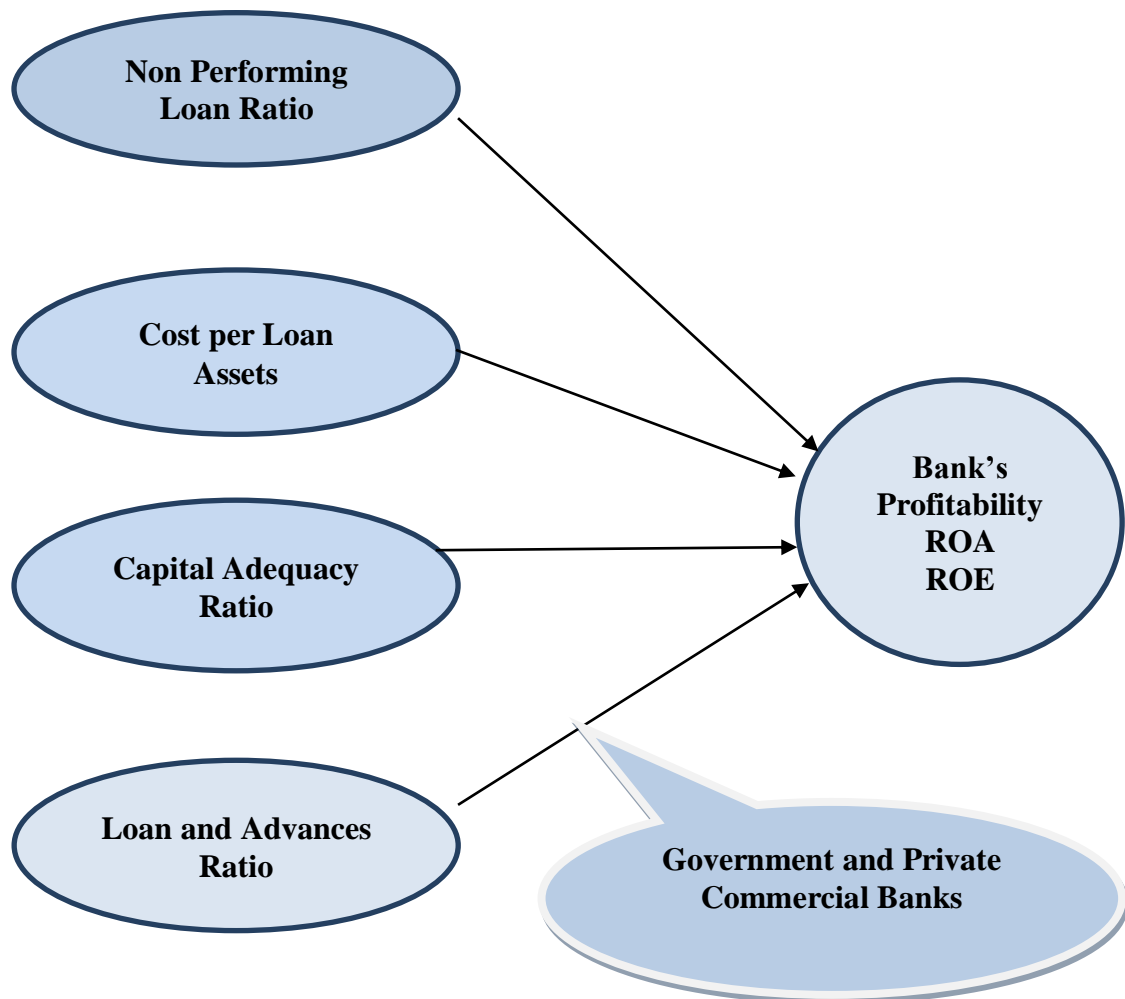 Non Performing
Loan Ratio
Cost per Loan
Assets
Bank’s
Profitability
ROA
ROE
Capital Adequacy
Ratio
Loan and Advances
Ratio
Government and Private
Commercial Banks